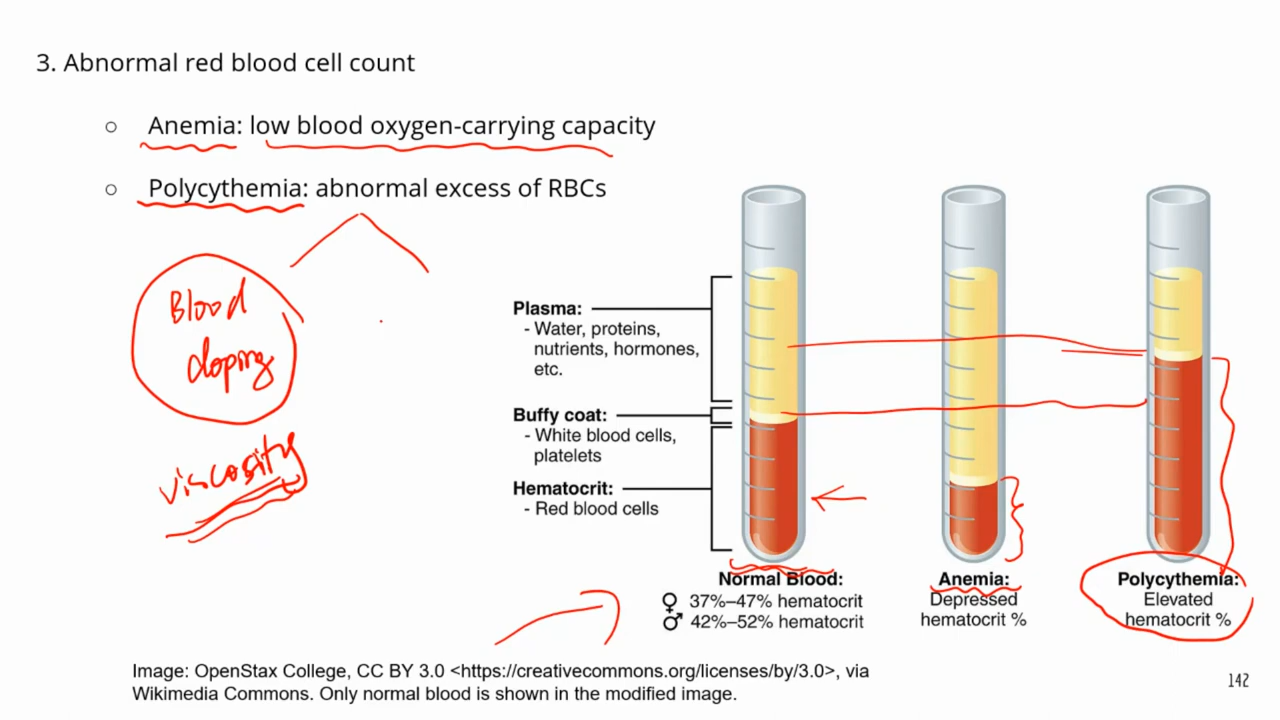 3. Abnormal red blood cell count
○ Anemia: low blood oxygen-carrying capacity
○ Polycythemia: abnormal excess of RBCs
Blood
doping
viscosity
Plasma:
- Water, proteins,
nutrients, hormones,
etc.
Buffy coat:
- White blood cells,
platelets
Hematocrit:
- Red blood cells
Normal Blood:
♀ 37%–47% hematocrit
♂ 42%–52% hematocrit
Anemia:
Depressed
hematocrit %
Polycythemia:
Elevated
hematocrit %
Image: OpenStax College, CC BY 3.0 <https://creativecommons.org/licenses/by/3.0>, via
Wikimedia Commons. Only normal blood is shown in the modified image.
142